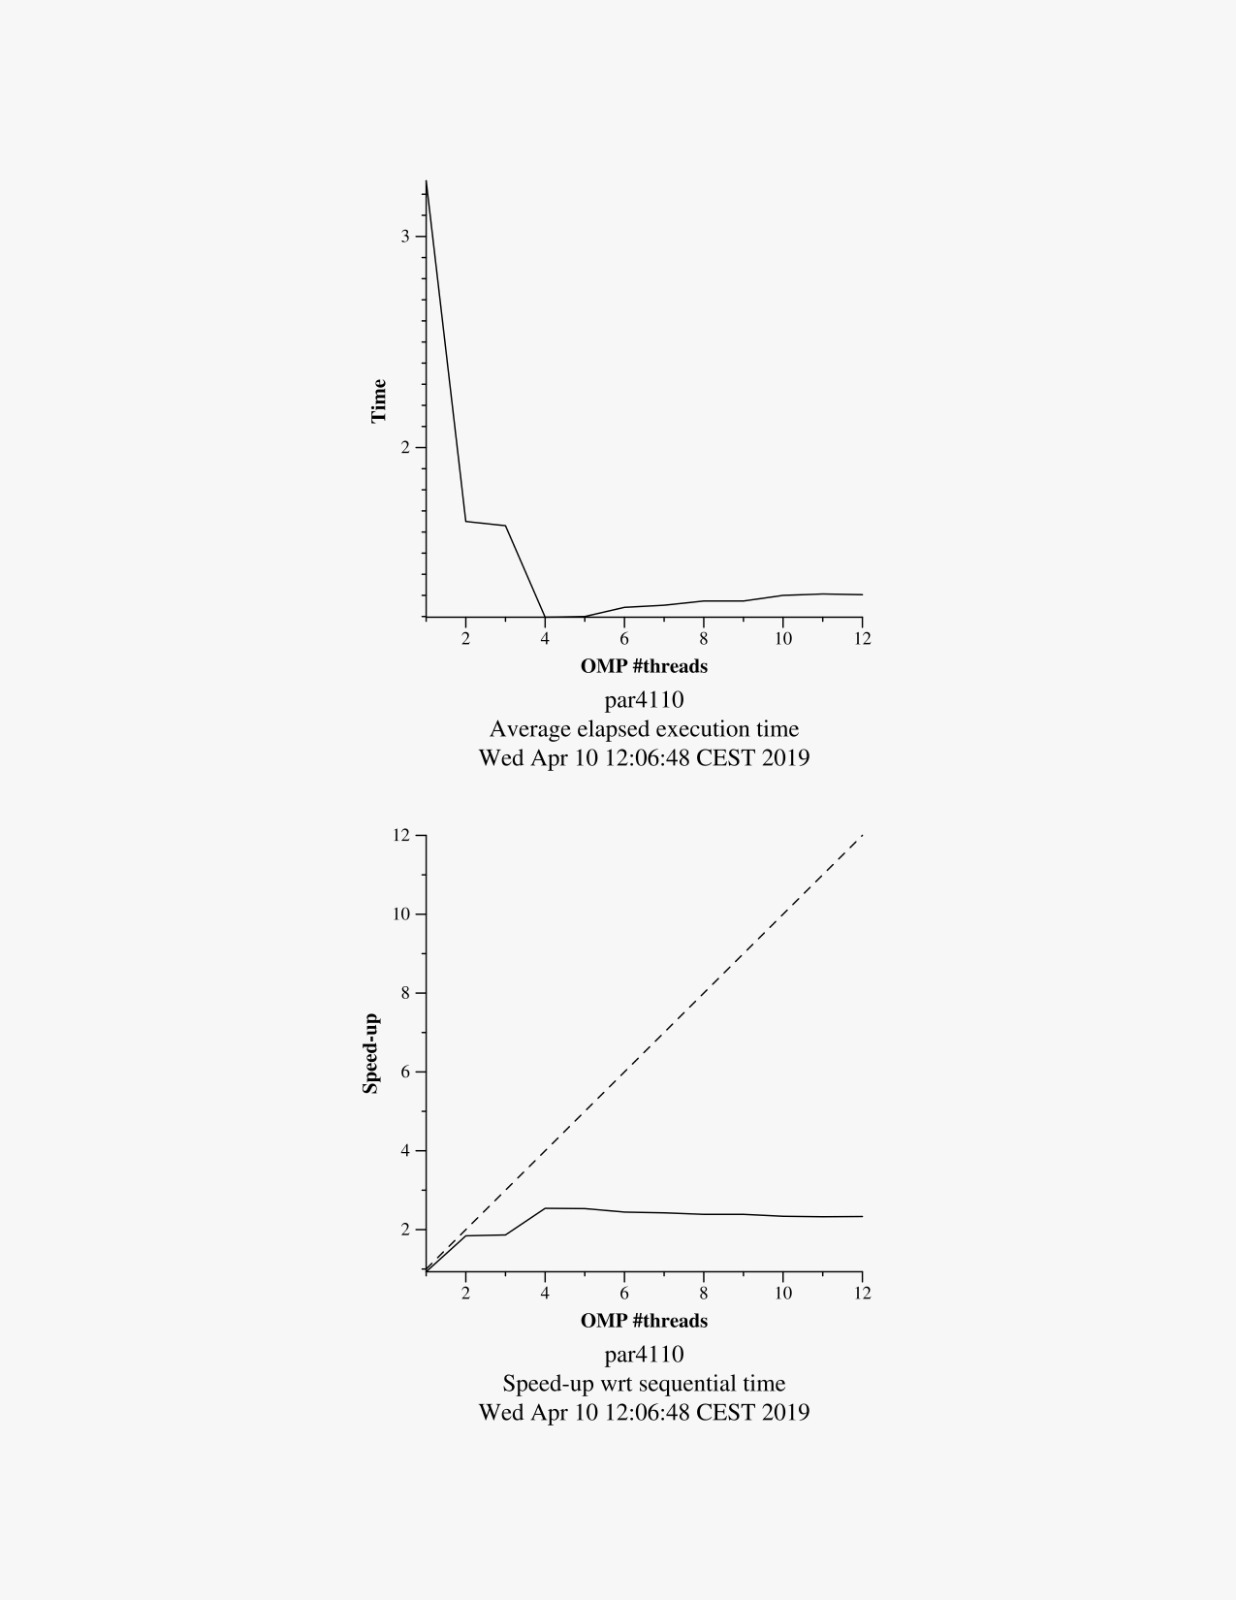 3
Time
2
2 4 6 8 10 12
OMP #threads
par4110
Average elapsed execution time
Wed Apr 10 12:06:48 CEST 2019
12
10
8
Speed-up
6
4
2
2 4 6 8 10 12
OMP #threads
par4110
Speed-up wrt sequential time
Wed Apr 10 12:06:48 CEST 2019